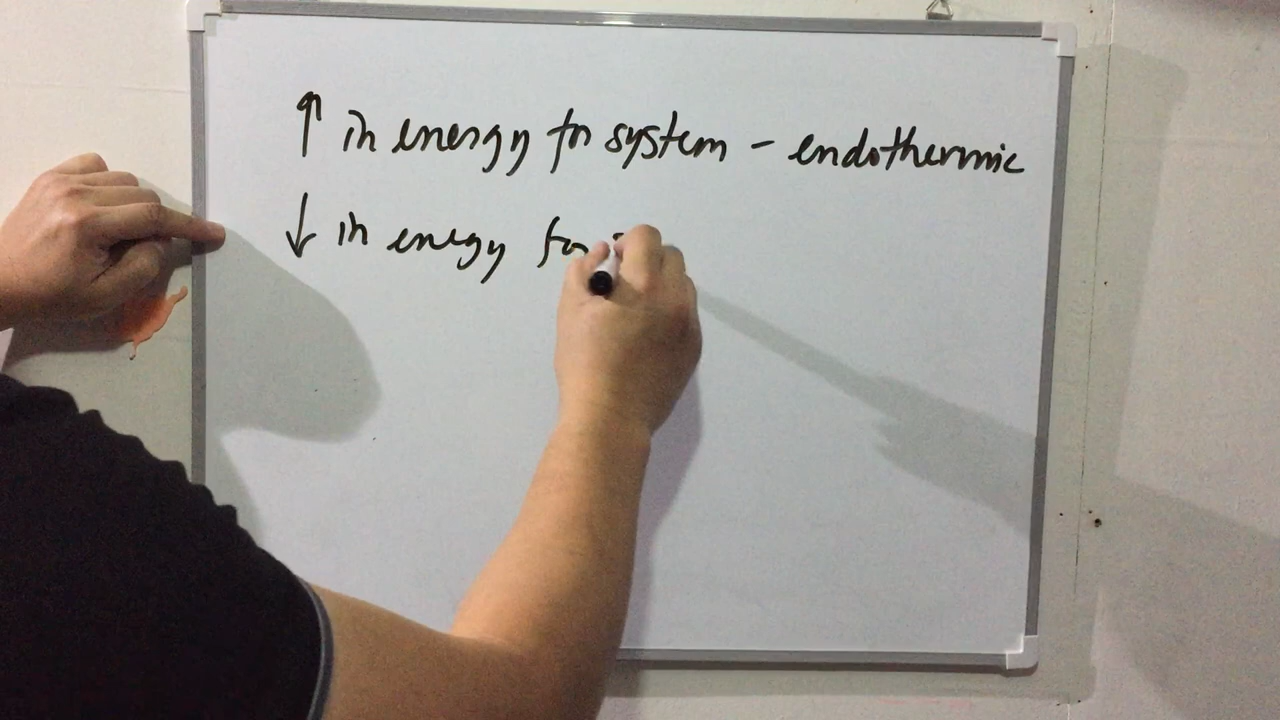 ↑ in energy for system - endothermic
↓ in energy for